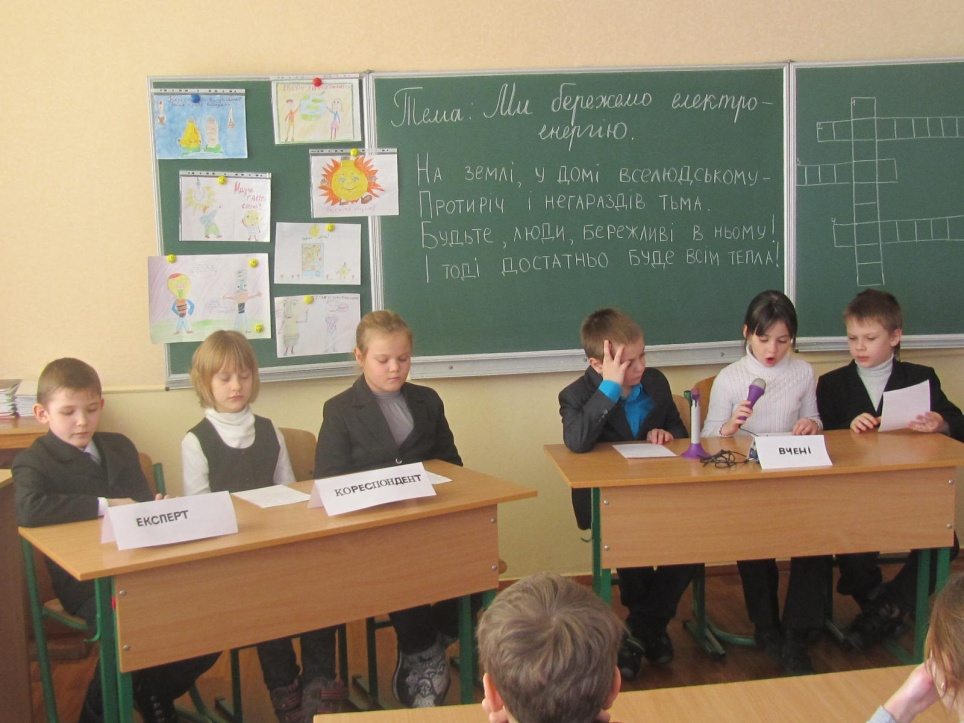 Тема: Ми бережемо електро-
енергію.
На землі, у домі вселюдському-
Протиріч і негараздів тьма.
Будьте, люди, бережливі в ньому!
І тоді достатньо буде всім тепла!
ЕКСПЕРТ
КОРЕСПОНДЕНТ
ВЧЕНІ